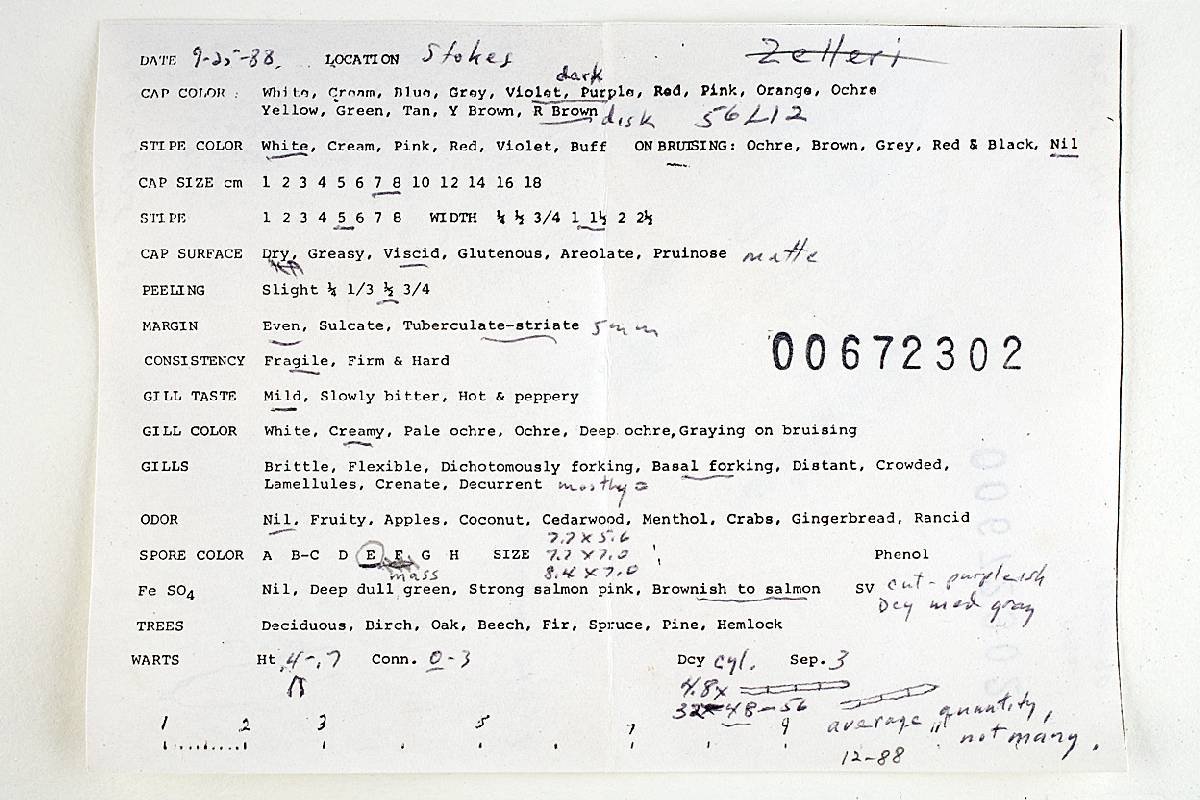 DATE 9-25-88 LOCATION Stokes Zelleri
dark
CAP COLOR: White, Cream, Blue, Grey, Violet, Purple, Red, Pink, Orange, Ochre
Yellow, Green, Tan, Y Brown, R Brown disk 56L12
STIPE COLOR White, Cream, Pink, Red, Violet, Buff ON BRUISING: Ochre, Brown, Grey, Red & Black, Nil
CAP SIZE cm 1 2 3 4 5 6 7 8 10 12 14 16 18
STIPE 1 2 3 4 5 6 7 8 WIDTH ¼ ½ 3/4 1 1½ 2 2½
CAP SURFACE Dry, Greasy, Viscid, Glutenous, Areolate, Pruinose matte
PEELING Slight ¼ 1/3 ½ 3/4
MARGIN Even, Sulcate, Tuberculate-striate 5mm
00672302
CONSISTENCY Fragile, Firm & Hard
GILL TASTE Mild, Slowly bitter, Hot & peppery
GILL COLOR White, Creamy, Pale ochre, Ochre, Deep ochre, Graying on bruising
GILLS Brittle, Flexible, Dichotomously forking, Basal forking, Distant, Crowded,
Lamellules, Crenate, Decurrent mostly =
ODOR Nil, Fruity, Apples, Coconut, Cedarwood, Menthol, Crabs, Gingerbread, Rancid
7.7 x 5.6
SPORE COLOR A B-C D E F G H SIZE 7.7 x 7.0 Phenol
mass 8.4 x 7.0
Fe SO4 Nil, Deep dull green, Strong salmon pink, Brownish to salmon SV cut - purpleish
Dcy med gray
TREES Deciduous, Dirch, Oak, Beech, Fir, Spruce, Pine, Hemlock
WARTS Ht .4-.7 Conn. 0-3 Dcy cyl. Sep. 3
4.8x
32 - 48 - 56
average quantity,
not many.
1 2 3 5 7 9
12-88